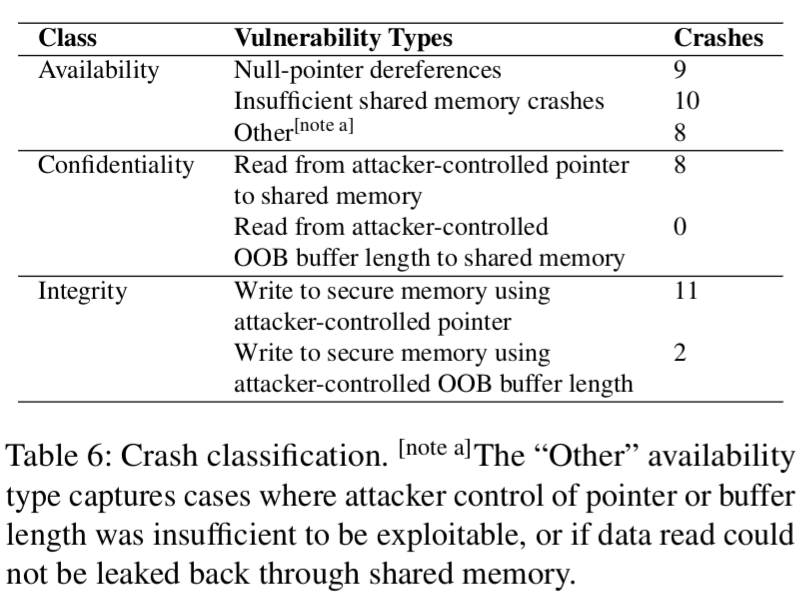 Class Vulnerability Types Crashes
Availability Null-pointer dereferences 9
Insufficient shared memory crashes 10
Other[note a] 8
Confidentiality Read from attacker-controlled pointer 8
to shared memory
Read from attacker-controlled 0
OOB buffer length to shared memory
Integrity Write to secure memory using 11
attacker-controlled pointer
Write to secure memory using 2
attacker-controlled OOB buffer length
Table 6: Crash classification. [note a]The “Other” availability
type captures cases where attacker control of pointer or buffer
length was insufficient to be exploitable, or if data read could
not be leaked back through shared memory.